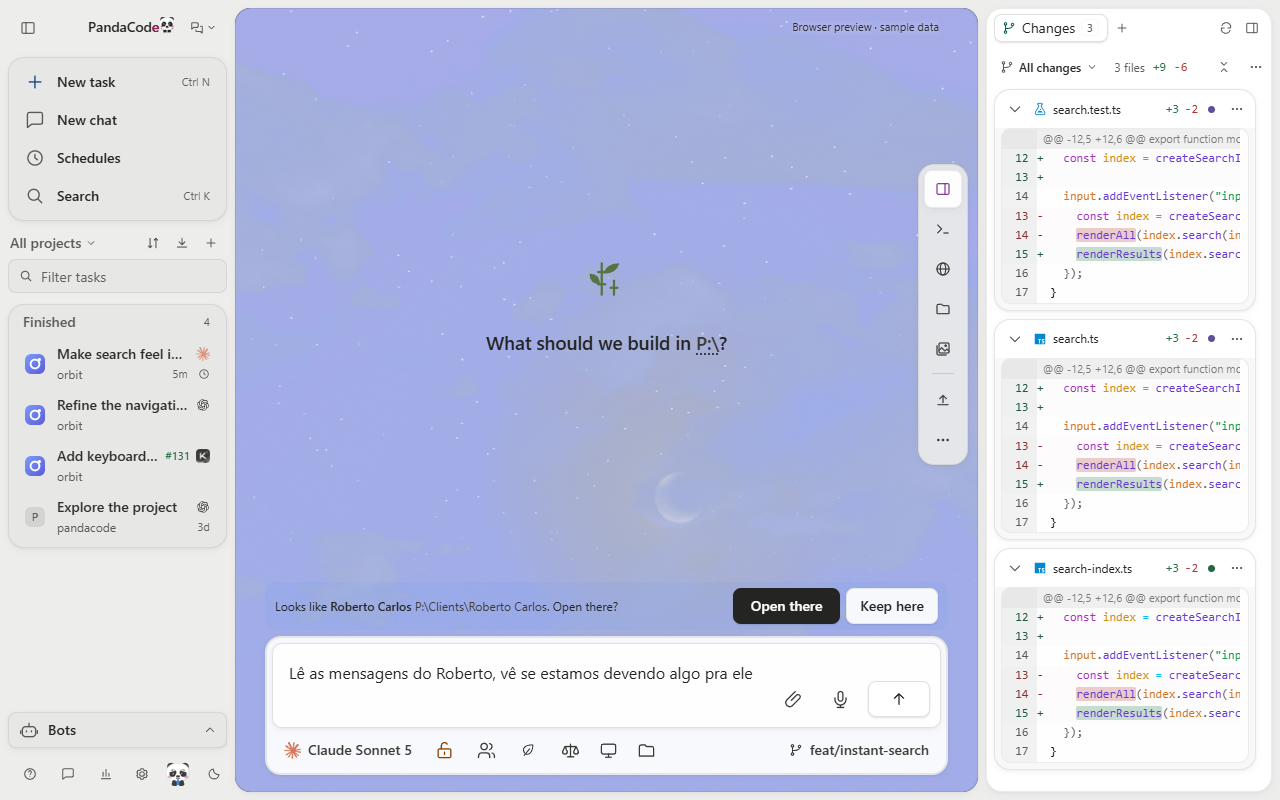 PandaCode
New task Ctrl N
New chat
Schedules
Search Ctrl K
All projects
Filter tasks
Finished 4
Make search feel i...
orbit 5m
Refine the navigati...
orbit
Add keyboard... #131
orbit
P
Explore the project
pandacode 3d
Bots
Browser preview · sample data
What should we build in P:\?
Looks like Roberto Carlos P:\Clients\Roberto Carlos. Open there?
Open there
Keep here
Lê as mensagens do Roberto, vê se estamos devendo algo pra ele
Claude Sonnet 5
feat/instant-search
Changes 3
All changes 3 files +9 -6
search.test.ts +3 -2
@@ -12,5 +12,6 @@ export function mo
12 + const index = createSearchI
13 +
14 input.addEventListener("inp
13 - const index = createSearc
14 - renderAll(index.search(in
15 + renderResults(index.searc
16 });
17 }
TS search.ts +3 -2
@@ -12,5 +12,6 @@ export function mo
12 + const index = createSearchI
13 +
14 input.addEventListener("inp
13 - const index = createSearc
14 - renderAll(index.search(in
15 + renderResults(index.searc
16 });
17 }
TS search-index.ts +3 -2
@@ -12,5 +12,6 @@ export function mo
12 + const index = createSearchI
13 +
14 input.addEventListener("inp
13 - const index = createSearc
14 - renderAll(index.search(in
15 + renderResults(index.searc
16 });
17 }